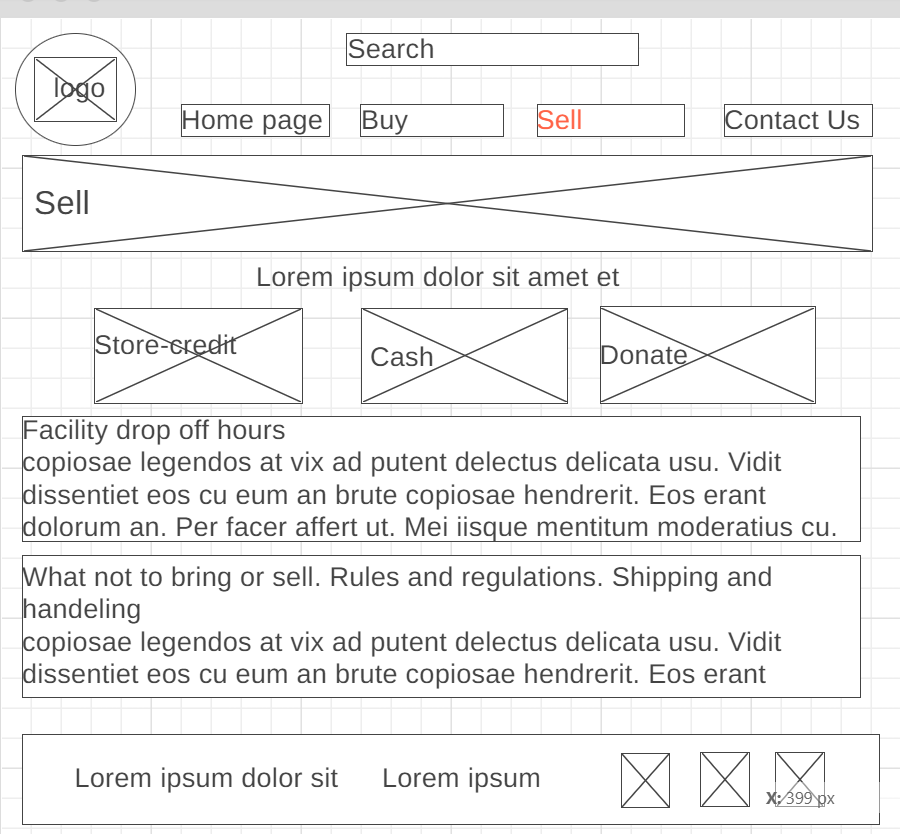 Search
logo
Home page
Buy
Sell
Contact Us
Sell
Lorem ipsum dolor sit amet et
Store-credit
Cash
Donate
Facility drop off hours
copiosae legendos at vix ad putent delectus delicata usu. Vidit
dissentiet eos cu eum an brute copiosae hendrerit. Eos erant
dolorum an. Per facer affert ut. Mei iisque mentitum moderatius cu.
What not to bring or sell. Rules and regulations. Shipping and
handeling
copiosae legendos at vix ad putent delectus delicata usu. Vidit
dissentiet eos cu eum an brute copiosae hendrerit. Eos erant
Lorem ipsum dolor sit
Lorem ipsum
X: 399 px